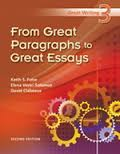 Great Writing 3
From Great
Paragraphs to
Great Essays
Keith S. Folse
Elena Vestri Solomon
David Clabeaux
SECOND EDITION